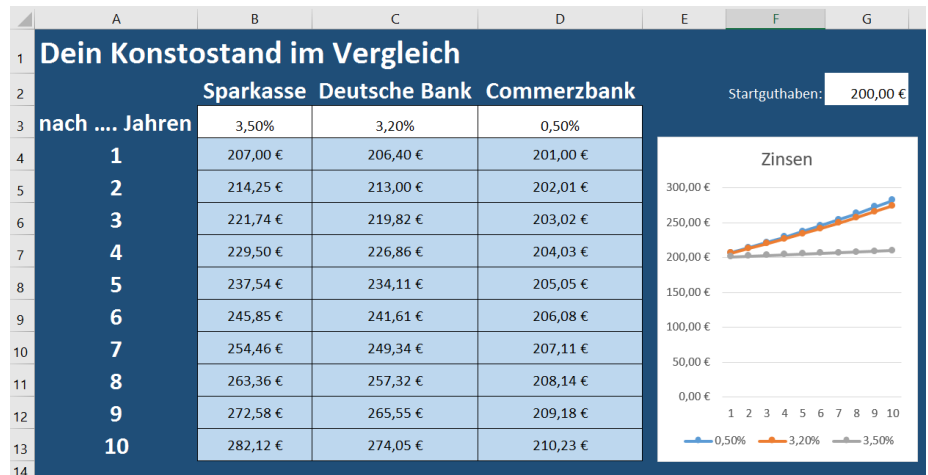 A B C D E F G
1 Dein Konstostand im Vergleich
2 Sparkasse Deutsche Bank Commerzbank Startguthaben: 200,00 €
3 nach .... Jahren 3,50% 3,20% 0,50%
4 1 207,00 € 206,40 € 201,00 €
5 2 214,25 € 213,00 € 202,01 €
6 3 221,74 € 219,82 € 203,02 €
7 4 229,50 € 226,86 € 204,03 €
8 5 237,54 € 234,11 € 205,05 €
9 6 245,85 € 241,61 € 206,08 €
10 7 254,46 € 249,34 € 207,11 €
11 8 263,36 € 257,32 € 208,14 €
12 9 272,58 € 265,55 € 209,18 €
13 10 282,12 € 274,05 € 210,23 €
14
Zinsen
300,00 €
250,00 €
200,00 €
150,00 €
100,00 €
50,00 €
0,00 €
1 2 3 4 5 6 7 8 9 10
0,50% 3,20% 3,50%